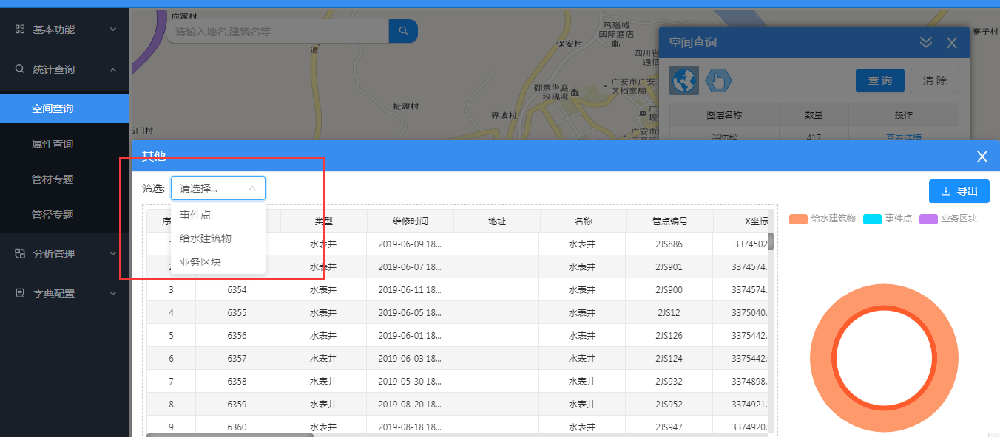 基本功能
统计查询
空间查询
属性查询
管材专题
管径专题
分析管理
字典配置
应家村
请输入地名,建筑名等
道
保安村
玛瑙城
国际酒店
四川省
通信
御景华庭
玫瑰湾
广安市广安
区档案局
扯渡村
界坡村
石门村
广安市
寨子村
空间查询
查 询
清 除
图层名称 数量 操作
消防栓 417 查看详情
其他
筛选: 请选择...
导出
事件点
给水建筑物
业务区块
序 类型 维修时间 地址 名称 管点编号 X坐标
1 水表井 2019-06-09 18... 水表井 2JS886 3374502
2 水表井 2019-06-07 18... 水表井 2JS901 3374574.
3 6354 水表井 2019-06-11 18... 水表井 2JS900 3374574.
4 6355 水表井 2019-06-05 18... 水表井 2JS12 3375040.
5 6356 水表井 2019-06-01 18... 水表井 2JS126 3375442.
6 6357 水表井 2019-06-03 18... 水表井 2JS124 3375442.
7 6358 水表井 2019-05-30 18... 水表井 2JS932 3374898.
8 6359 水表井 2019-08-20 18... 水表井 2JS952 3374921.
9 6360 水表井 2019-08-18 18... 水表井 2JS947 3374920.
给水建筑物 事件点 业务区块